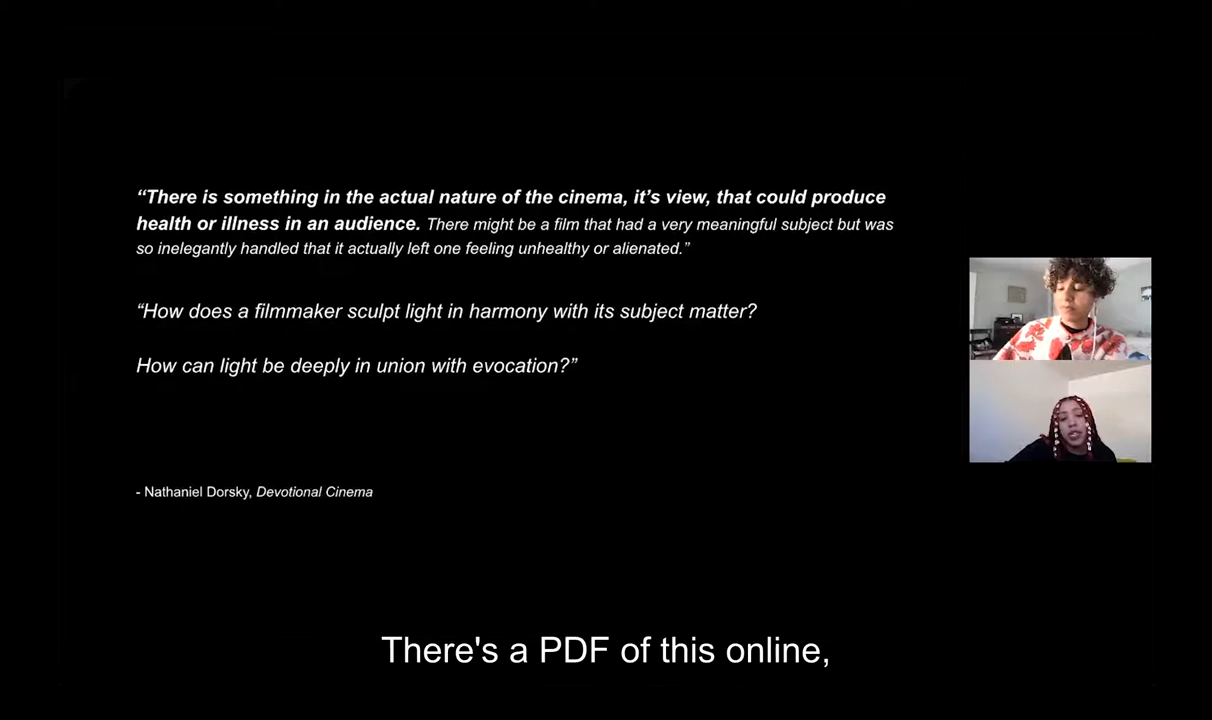 “There is something in the actual nature of the cinema, it’s view, that could produce
health or illness in an audience. There might be a film that had a very meaningful subject but was
so inelegantly handled that it actually left one feeling unhealthy or alienated.”
“How does a filmmaker sculpt light in harmony with its subject matter?
How can light be deeply in union with evocation?”
- Nathaniel Dorsky, Devotional Cinema
There's a PDF of this online,